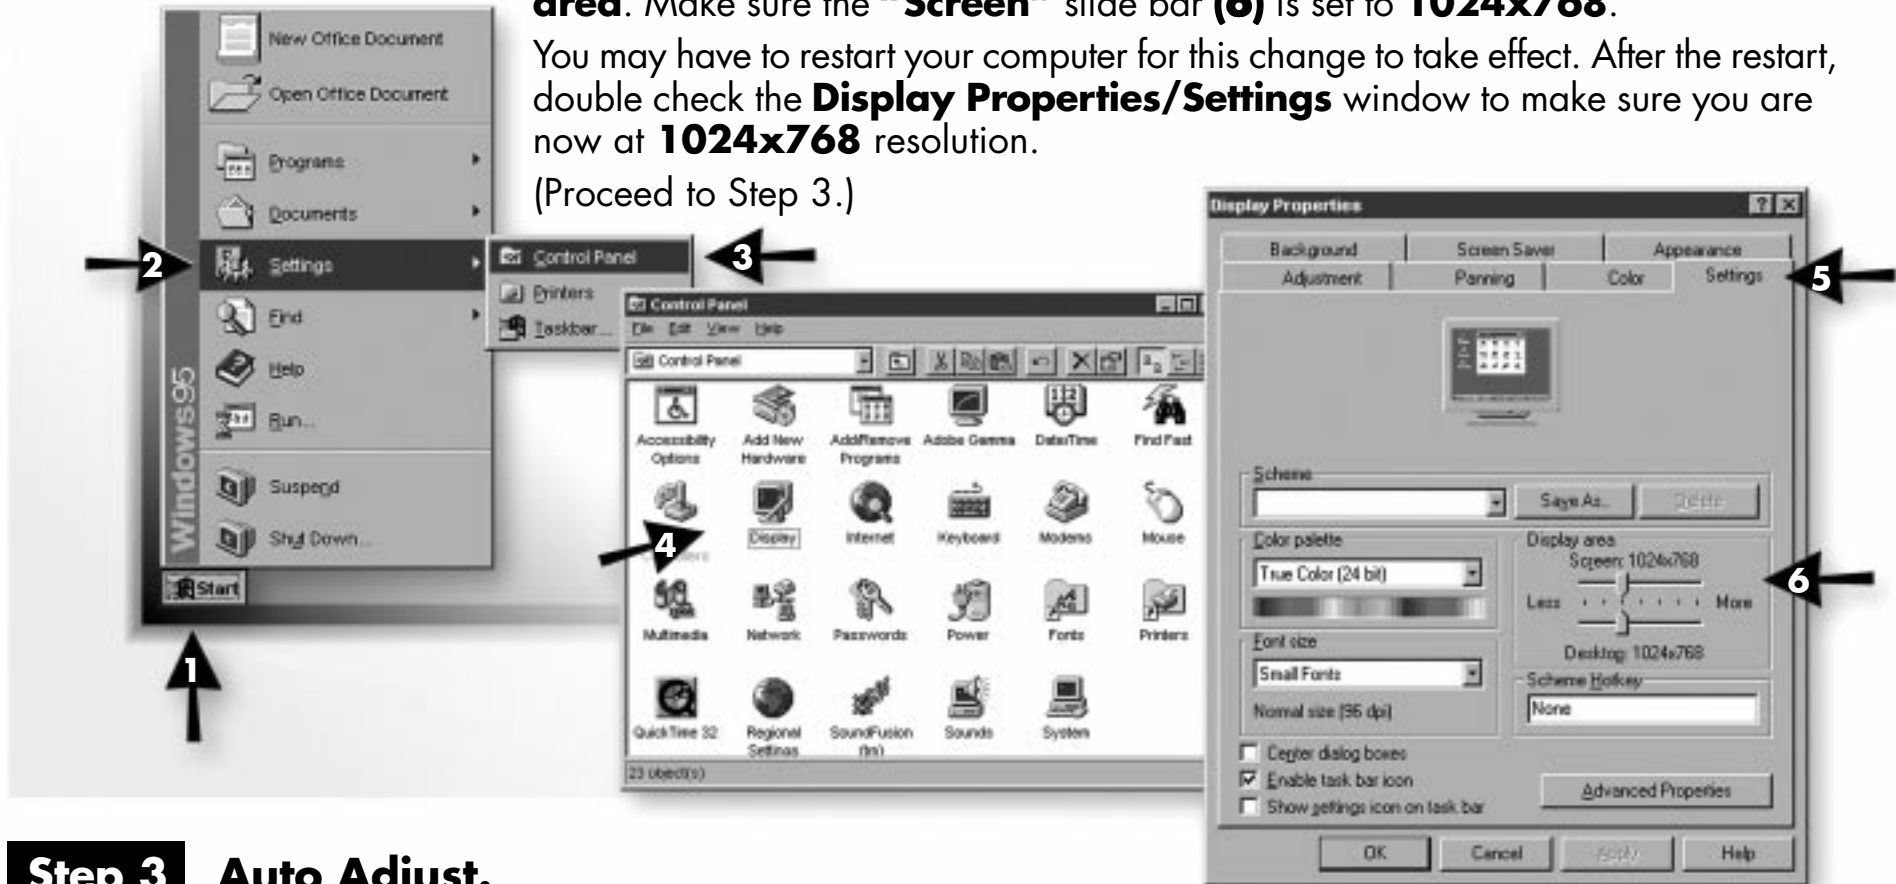 area. Make sure the "Screen" slide bar (6) is set to 1024x768.
You may have to restart your computer for this change to take effect. After the restart,
double check the Display Properties/Settings window to make sure you are
now at 1024x768 resolution.
(Proceed to Step 3.)
New Office Document
Open Office Document
Programs
Documents
2
Settings
Find
Help
Run...
Suspend
Shut Down...
Windows95
Start
1
Control Panel
3
Printers
Taskbar...
Control Panel
File Edit View Help
Control Panel
Accessibility Options
Add New Hardware
Add/Remove Programs
Adobe Gamma
Date/Time
Find Fast
4
Display
Internet
Keyboard
Modems
Mouse
Multimedia
Network
Passwords
Power
Fonts
Printers
QuickTime 32
Regional Settings
SoundFusion (tm)
Sounds
System
23 object(s)
Display Properties
Background
Screen Saver
Appearance
Adjustment
Panning
Color
Settings
5
Scheme
Save As...
Delete
Color palette
True Color (24 bit)
Display area
Screen: 1024x768
6
Less
More
Desktop: 1024x768
Font size
Small Fonts
Normal size (96 dpi)
Scheme Hotkey
None
Center dialog boxes
Enable task bar icon
Show settings icon on task bar
Advanced Properties
OK
Cancel
Apply
Help
Step 3
Auto Adjust.